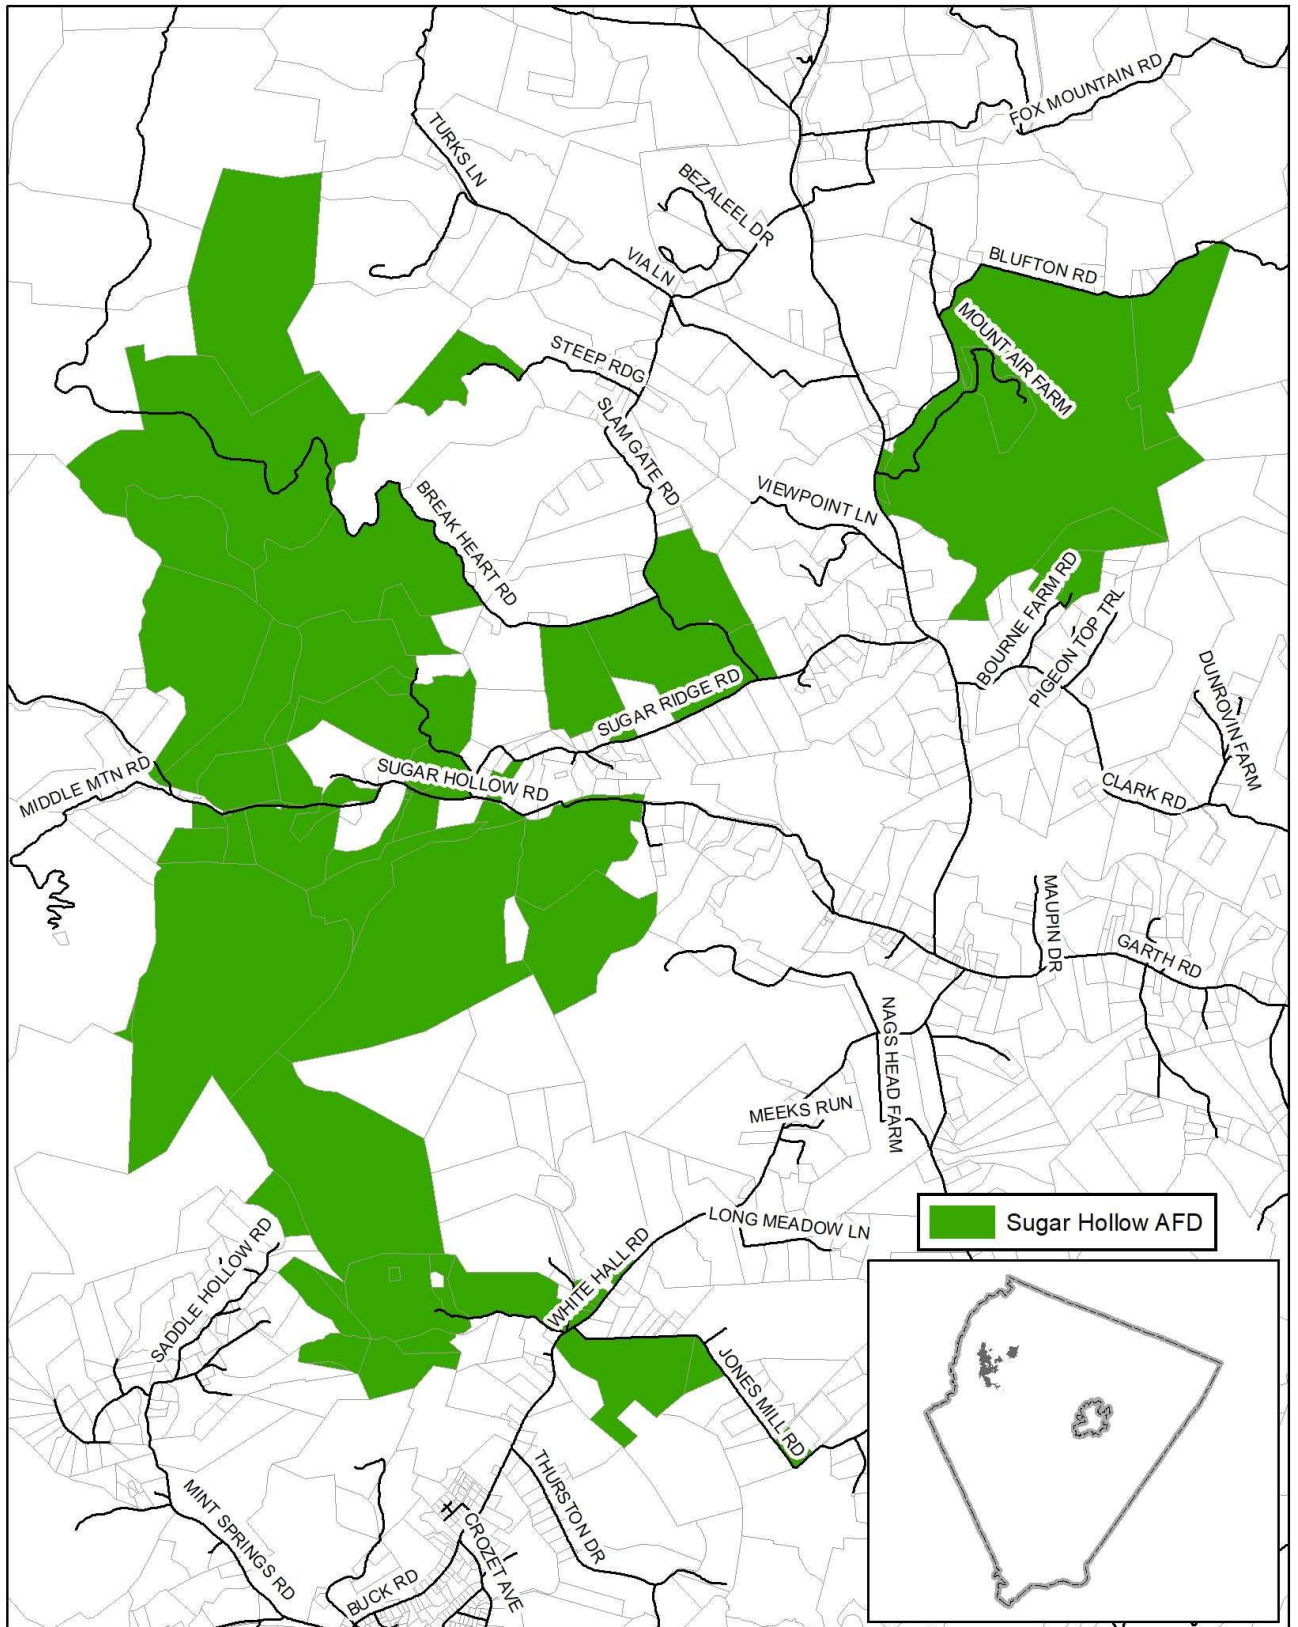 FOX MOUNTAIN RD
TURKS LN
BEZALEEL DR
VIA LN
BLUFTON RD
MOUNT AIR FARM
STEEP RDG
SLAM GATE RD
BREAK HEART RD
VIEWPOINT LN
BOURNE FARM RD
PIGEON TOP TRL
DUNROVIN FARM
SUGAR RIDGE RD
MIDDLE MTN RD
SUGAR HOLLOW RD
CLARK RD
MAUPIN DR
GARTH RD
NAGS HEAD FARM
MEEKS RUN
LONG MEADOW LN
Sugar Hollow AFD
SADDLE HOLLOW RD
WHITE HALL RD
JONES MILL RD
THURSTON DR
MINT SPRINGS RD
CROZET AVE
BUCK RD